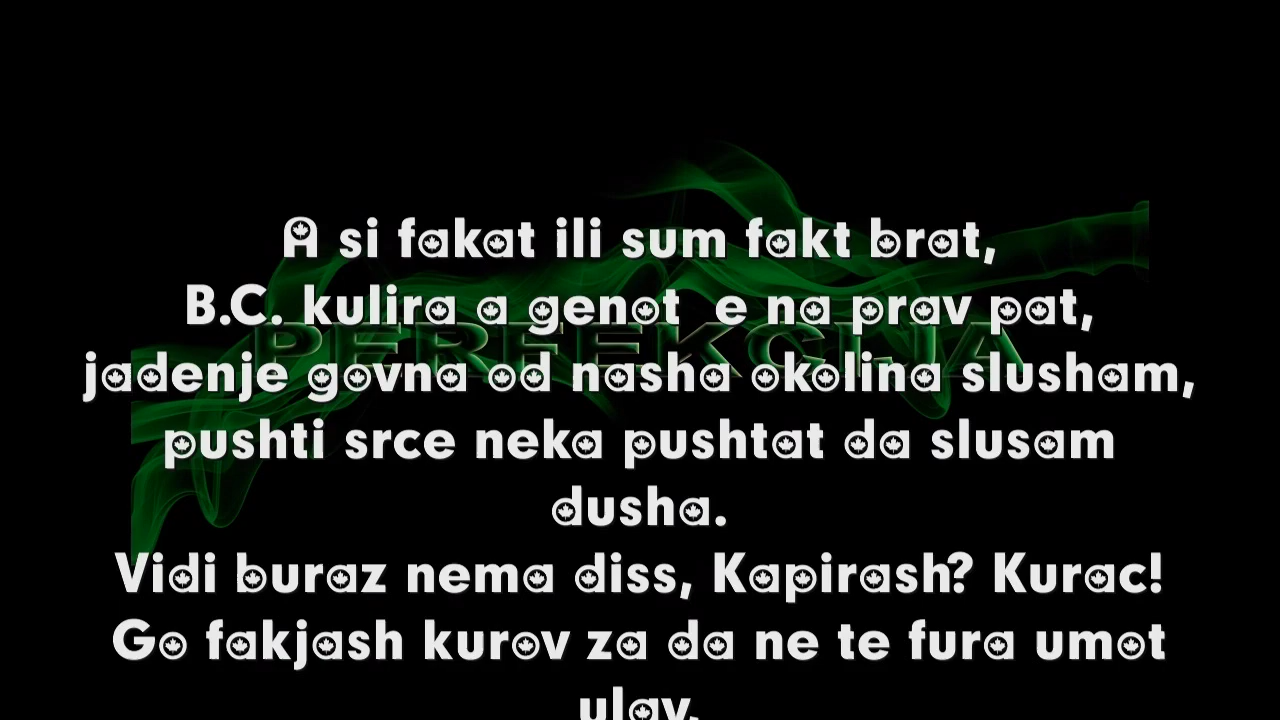 A si fakat ili sum fakt brat,
B.C. kulira a genot e na prav pat,
PERFEKCIJA
jadenje govna od nasha okolina slusham,
pushti srce neka pushtat da slusam
dusha.
Vidi buraz nema diss, Kapirash? Kurac!
Go fakjash kurov za da ne te fura umot
ulav,